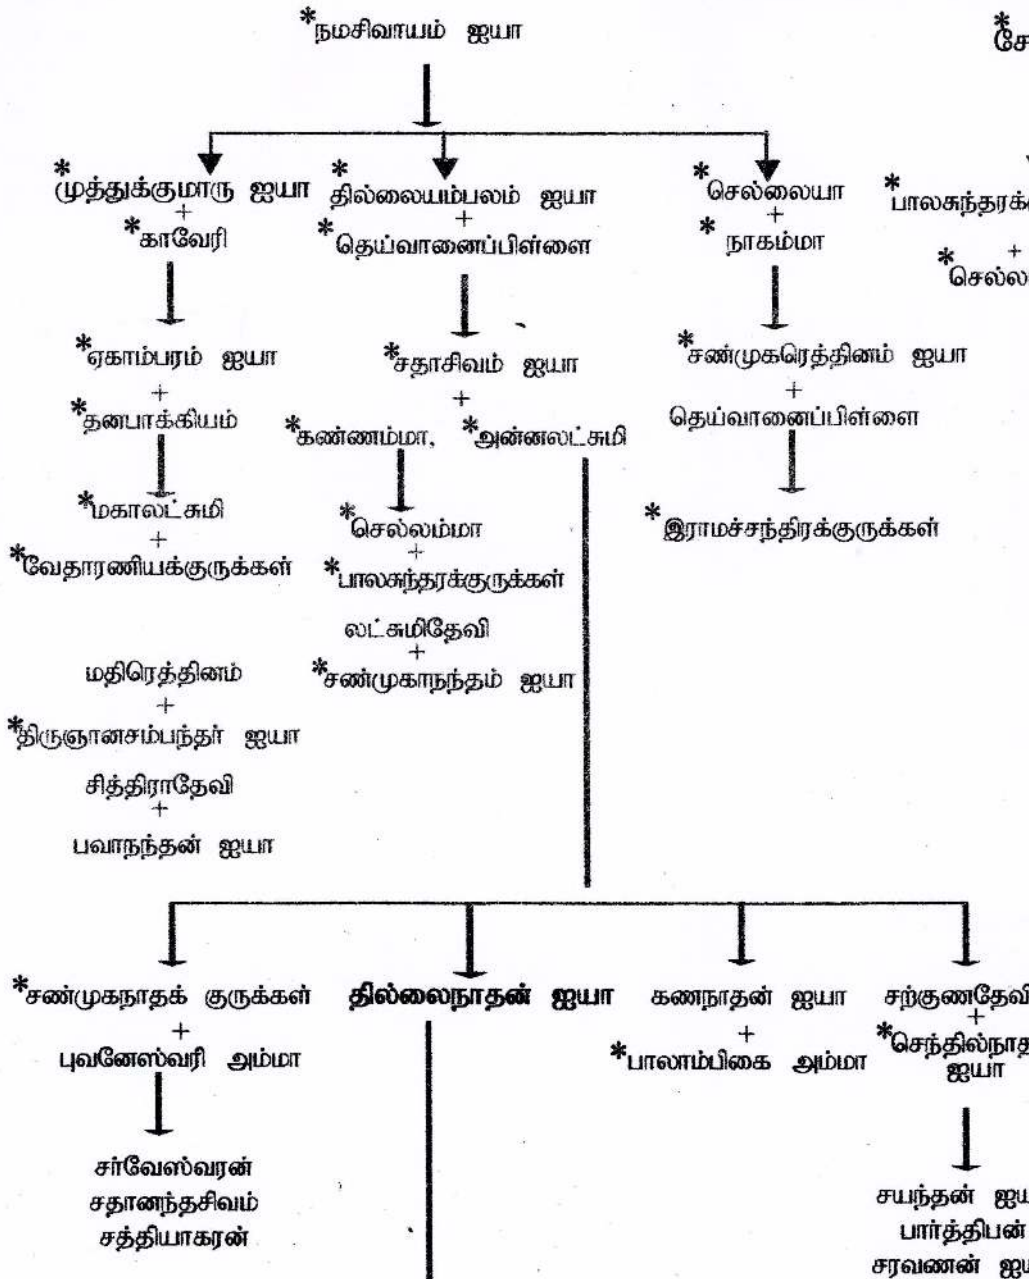 *நமசிவாயம் ஐயா
*முத்துக்குமாரு ஐயா
+
*காவேரி
*தில்லையம்பலம் ஐயா
+
*தெய்வானைப்பிள்ளை
*செல்லையா
+
*நாகம்மா
*ஏகாம்பரம் ஐயா
+
*தனபாக்கியம்
*சதாசிவம் ஐயா
+
*கண்ணம்மா, *அன்னலட்சுமி
*சண்முகரெத்தினம் ஐயா
+
தெய்வானைப்பிள்ளை
*மகாலட்சுமி
+
*வேதாரணியக்குருக்கள்
*செல்லம்மா
+
*பாலசுந்தரக்குருக்கள்
லட்சுமிதேவி
+
*சண்முகாநந்தம் ஐயா
*இராமச்சந்திரக்குருக்கள்
மதிரெத்தினம்
+
*திருஞானசம்பந்தர் ஐயா
சித்திராதேவி
+
பவாநந்தன் ஐயா
*சண்முகநாதக் குருக்கள்
+
புவனேஸ்வரி அம்மா
தில்லைநாதன் ஐயா
கணநாதன் ஐயா
+
*பாலாம்பிகை அம்மா
சற்குணதேவி
+
*செந்தில்நாத
ஐயா
சர்வேஸ்வரன்
சதானந்தசிவம்
சத்தியாகரன்
சயந்தன்
பார்த்திபன்
சரவணன்